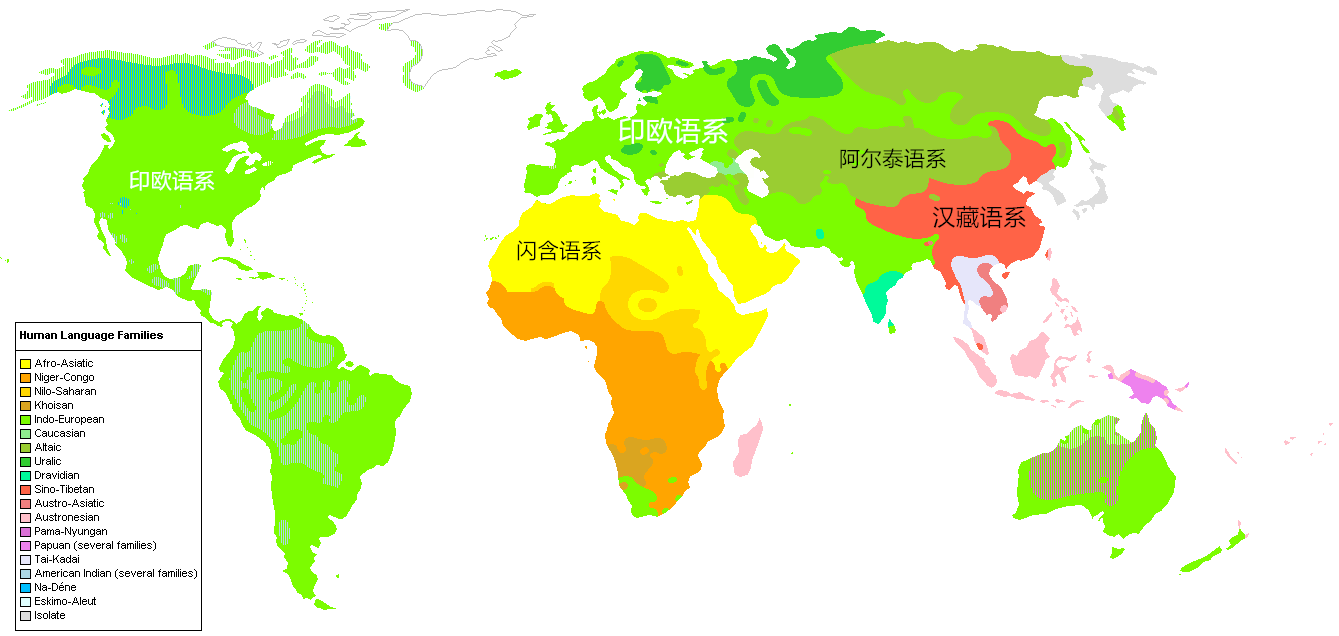 印欧语系
印欧语系
阿尔泰语系
汉藏语系
闪含语系
Human Language Families
Afro-Asiatic
Niger-Congo
Nilo-Saharan
Khoisan
Indo-European
Caucasian
Altaic
Uralic
Dravidian
Sino-Tibetan
Austro-Asiatic
Austronesian
Pama-Nyungan
Papuan (several families)
Tai-Kadai
American Indian (several families)
Na-Déne
Eskimo-Aleut
Isolate